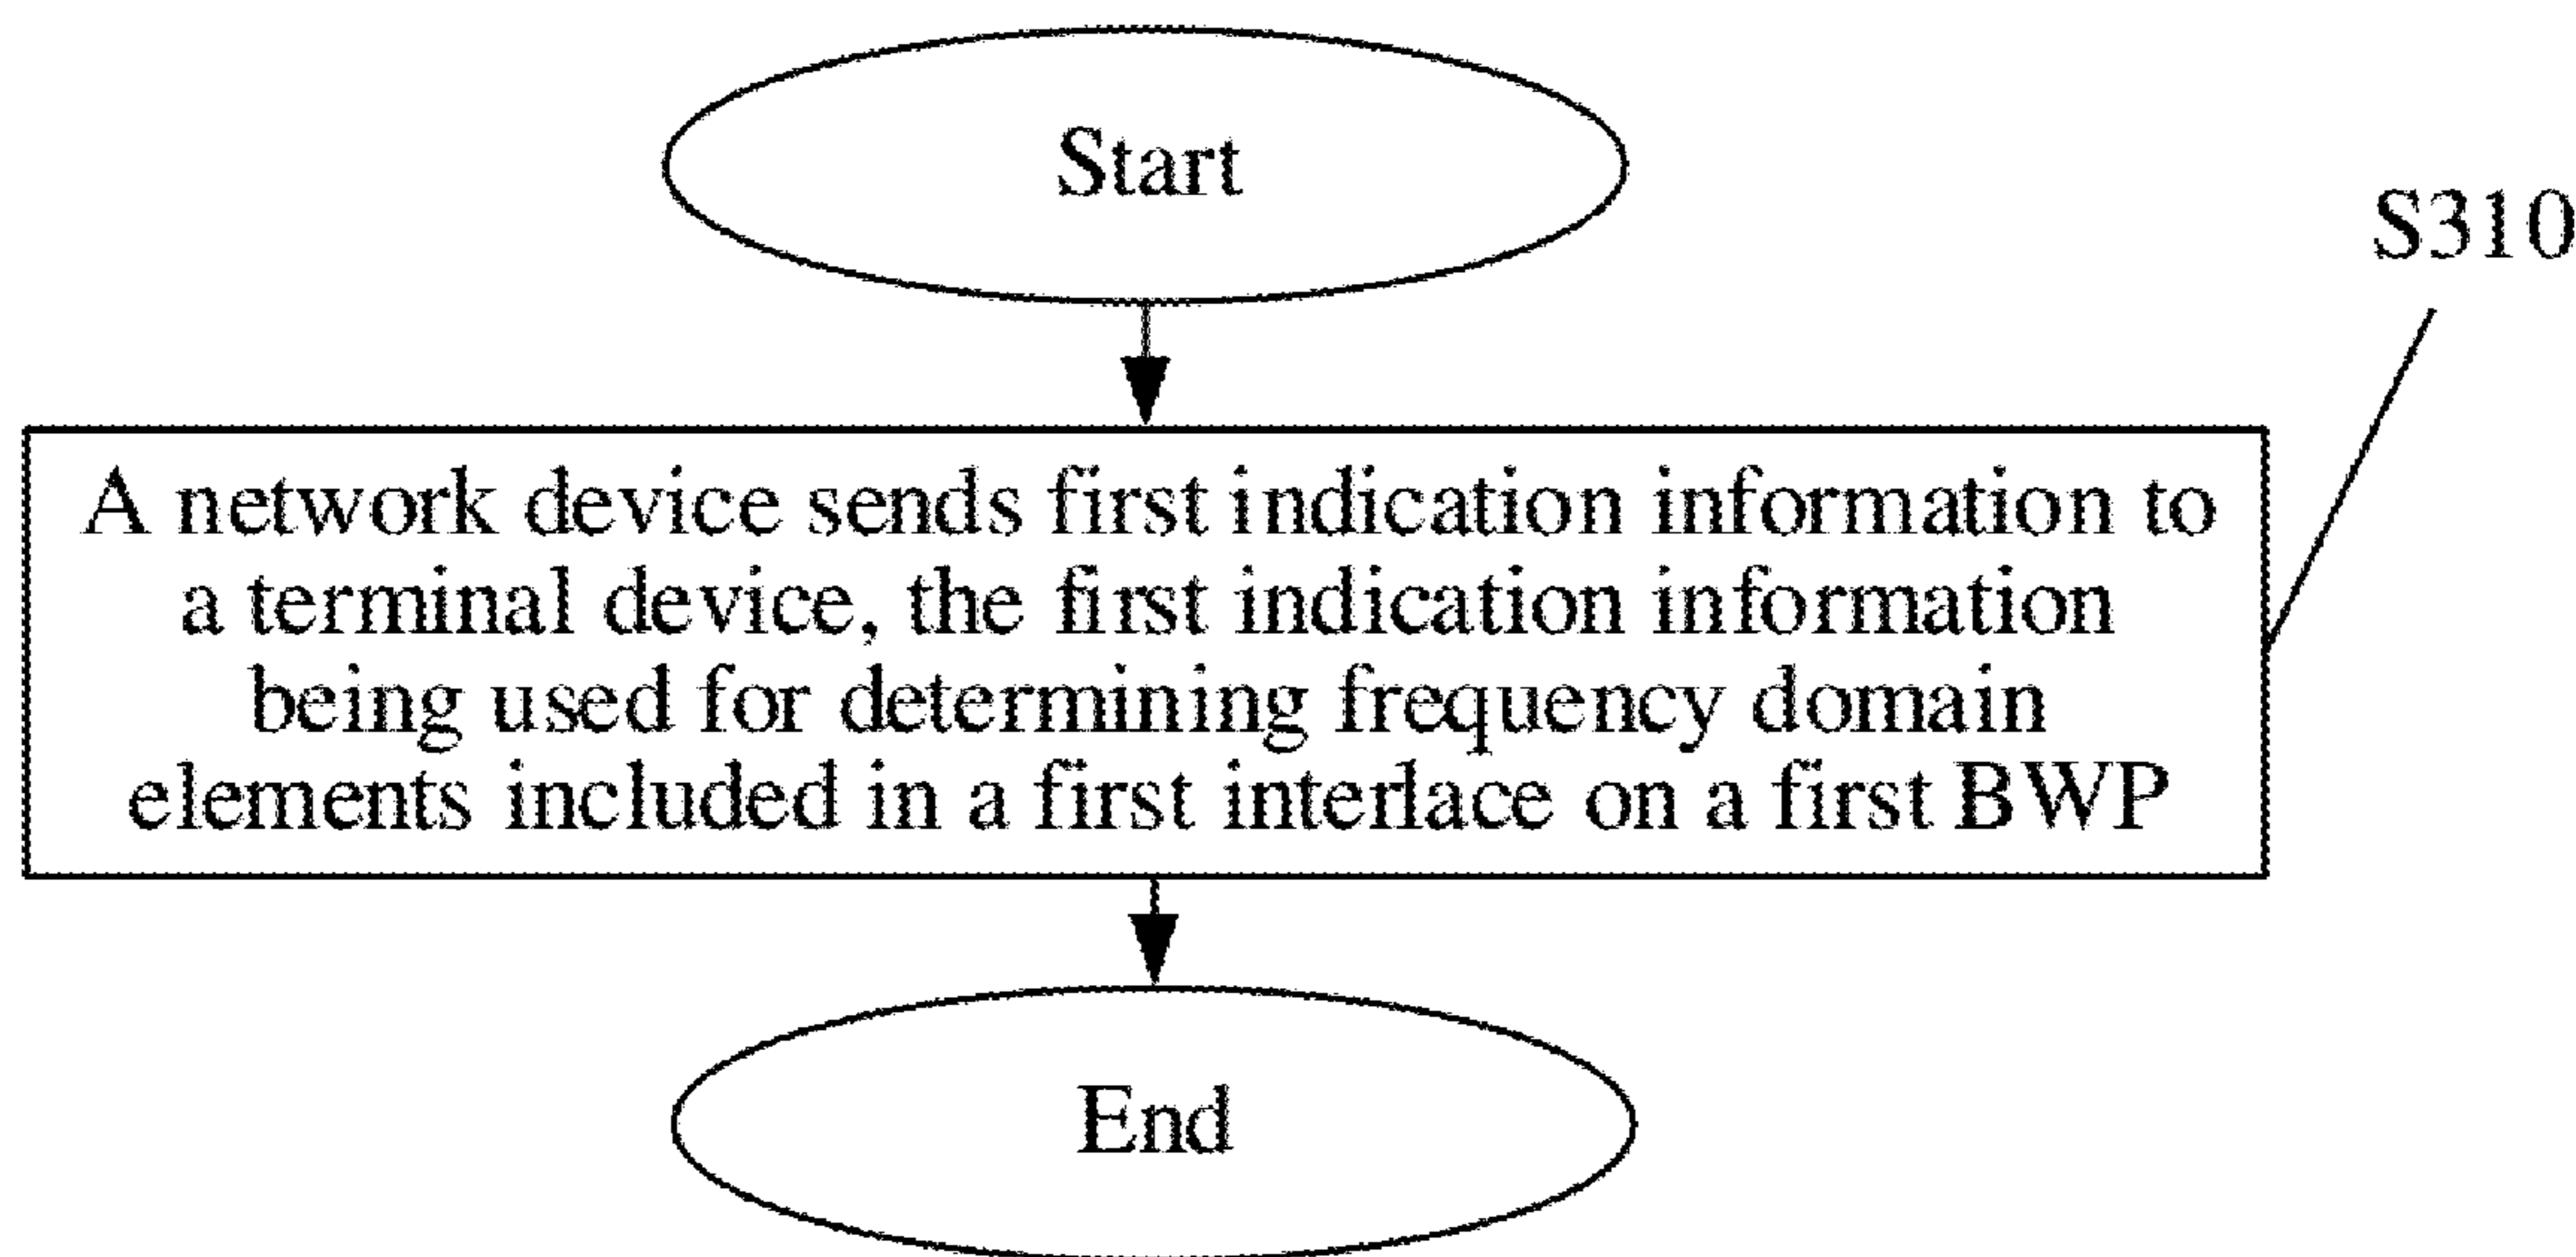 Start
S310
A network device sends first indication information to
a terminal device, the first indication information
being used for determining frequency domain
elements included in a first interlace on a first BWP
End